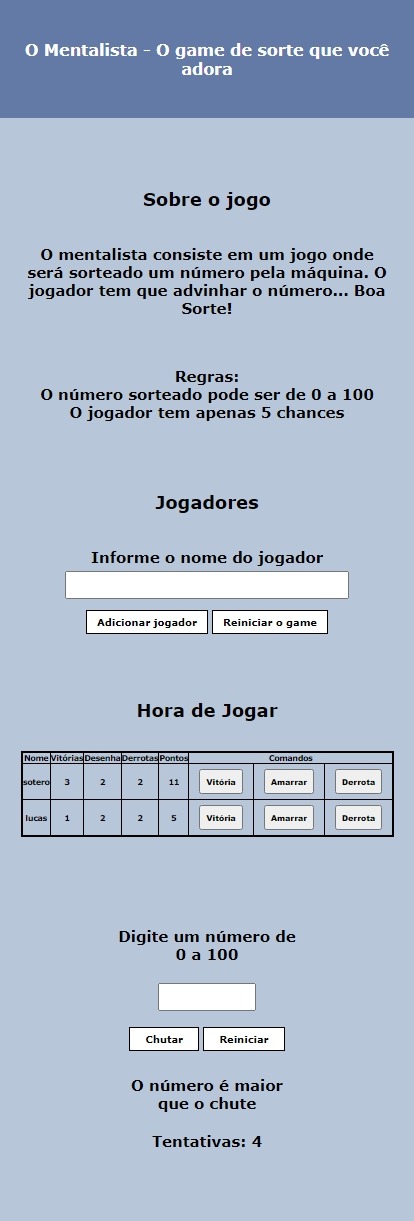 O Mentalista - O game de sorte que você
adora
Sobre o jogo
O mentalista consiste em um jogo onde
será sorteado um número pela máquina. O
jogador tem que advinhar o número... Boa
Sorte!
Regras:
O número sorteado pode ser de 0 a 100
O jogador tem apenas 5 chances
Jogadores
Informe o nome do jogador
Adicionar jogador Reiniciar o game
Hora de Jogar
Nome Vitórias Desenha Derrotas Pontos Comandos
sotero 3 2 2 11 Vitória Amarrar Derrota
lucas 1 2 2 5 Vitória Amarrar Derrota
Digite um número de
0 a 100
Chutar Reiniciar
O número é maior
que o chute
Tentativas: 4